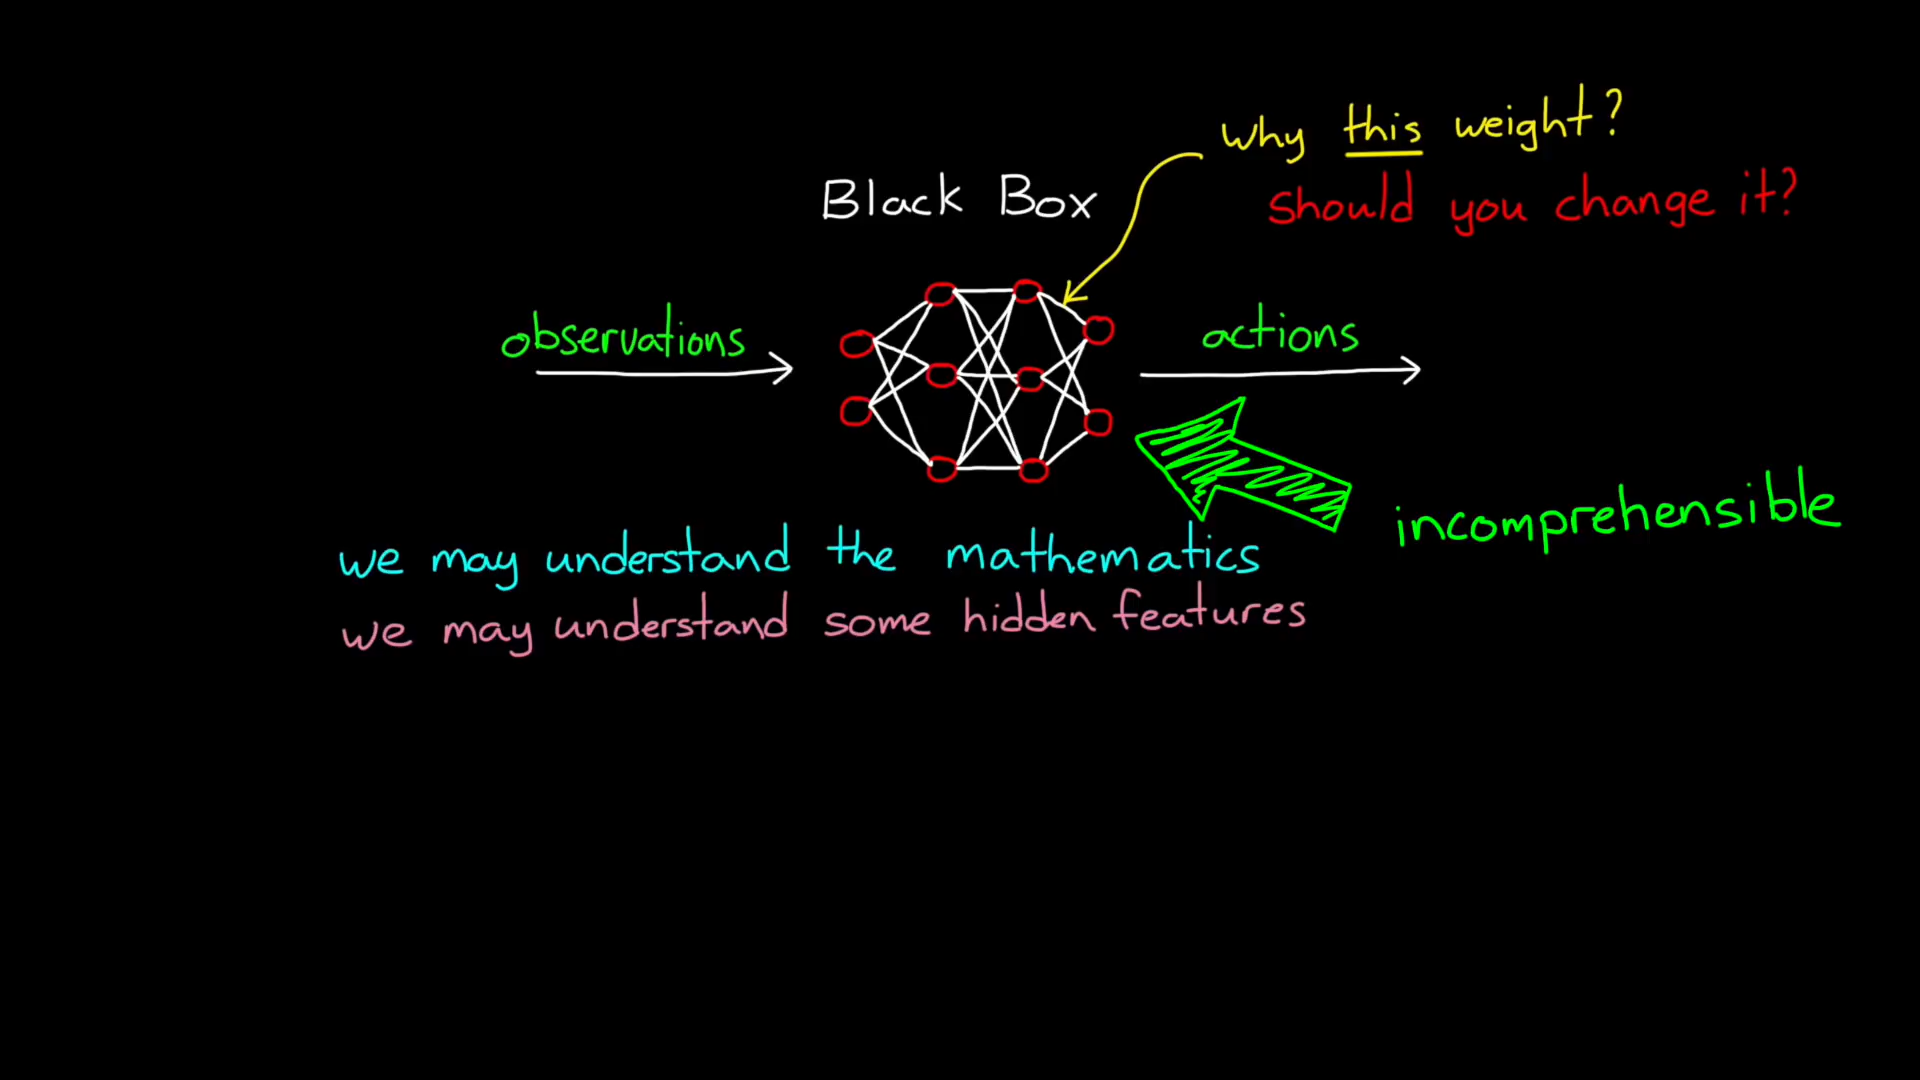 why this weight?
should you change it?
Black Box
observations
actions
incomprehensible
we may understand the mathematics
we may understand some hidden features